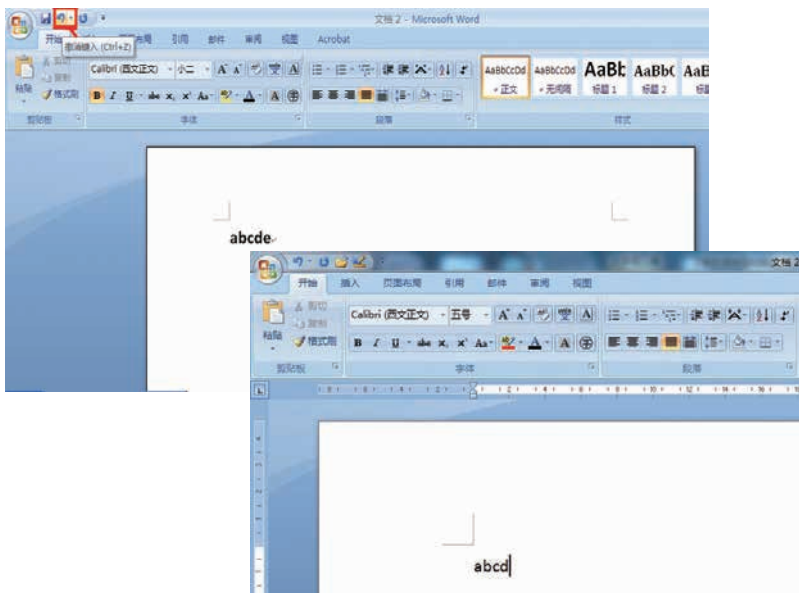 文档 2 - Microsoft Word
开始
引用
邮件
审阅
视图
Acrobat
撤消键入 (Ctrl+Z)
剪切
复制
粘贴
格式刷
Calibri (西文正文)
小二
AaBbCcDd
AaBbCcDd
AaBb
AaBbC
AaB
正文
无间隔
标题 1
标题 2
剪贴板
字体
段落
样式
abcde
文档 2
开始
插入
页面布局
引用
邮件
审阅
视图
剪切
复制
粘贴
格式刷
Calibri (西文正文)
五号
剪贴板
字体
段落
abcd